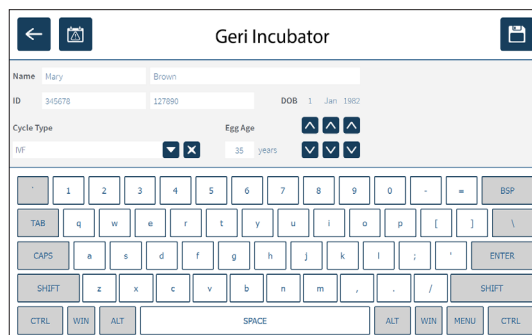 Geri Incubator
Name Mary Brown
ID 345678 127890 DOB 1 Jan 1982
Cycle Type Egg Age
IVF 35 years
` 1 2 3 4 5 6 7 8 9 0 - = BSP
TAB q w e r t y u i o p [ ] \
CAPS a s d f g h j k l ; ' ENTER
SHIFT z x c v b n m , . / SHIFT
CTRL WIN ALT SPACE ALT WIN MENU CTRL